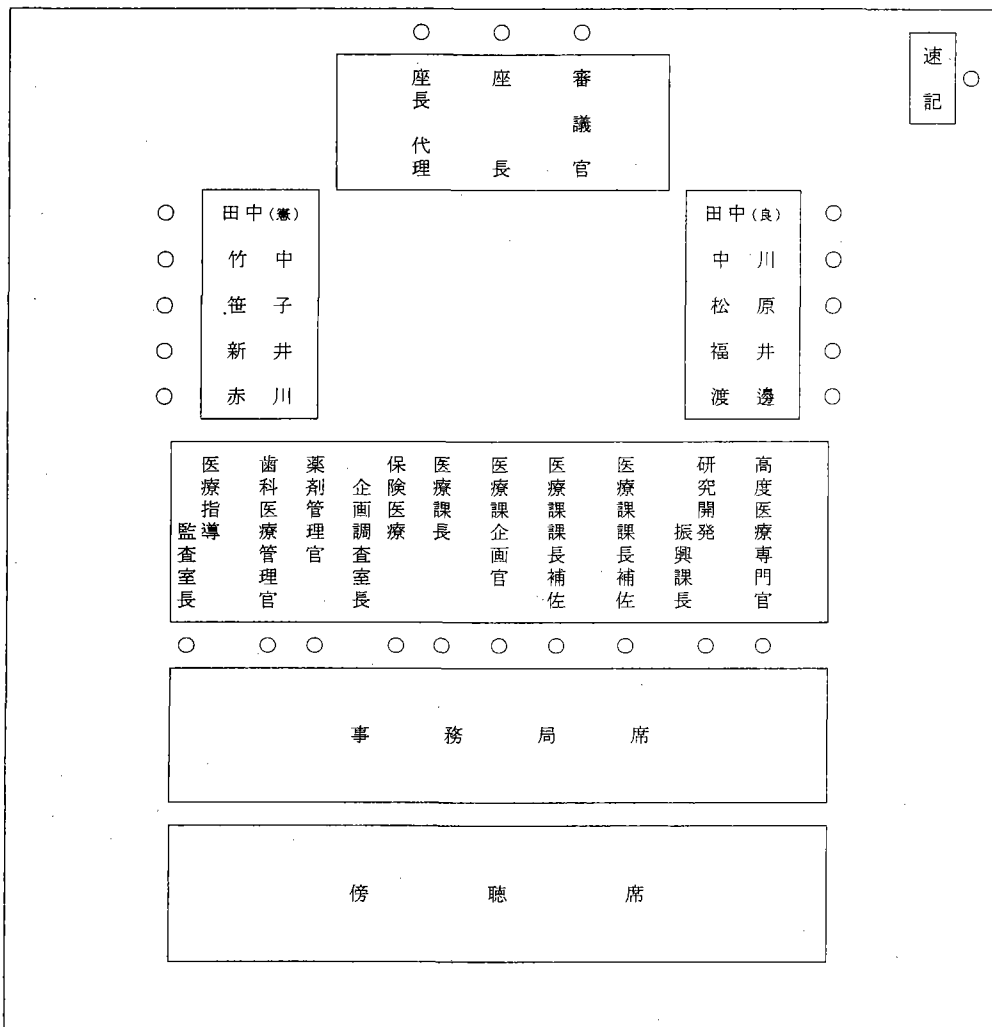 速記
座長代理
座長
審議官
田中(憲)
竹中
笹子
新井
赤川
田中(良)
中川
松原
福井
渡邊
医療指導
監査室長
歯科医療管理官
薬剤管理官
保険医療
企画調査室長
医療課長
医療課企画官
医療課課長補佐
医療課課長補佐
研究開発
振興課長
高度医療専門官
事務局席
傍聴席